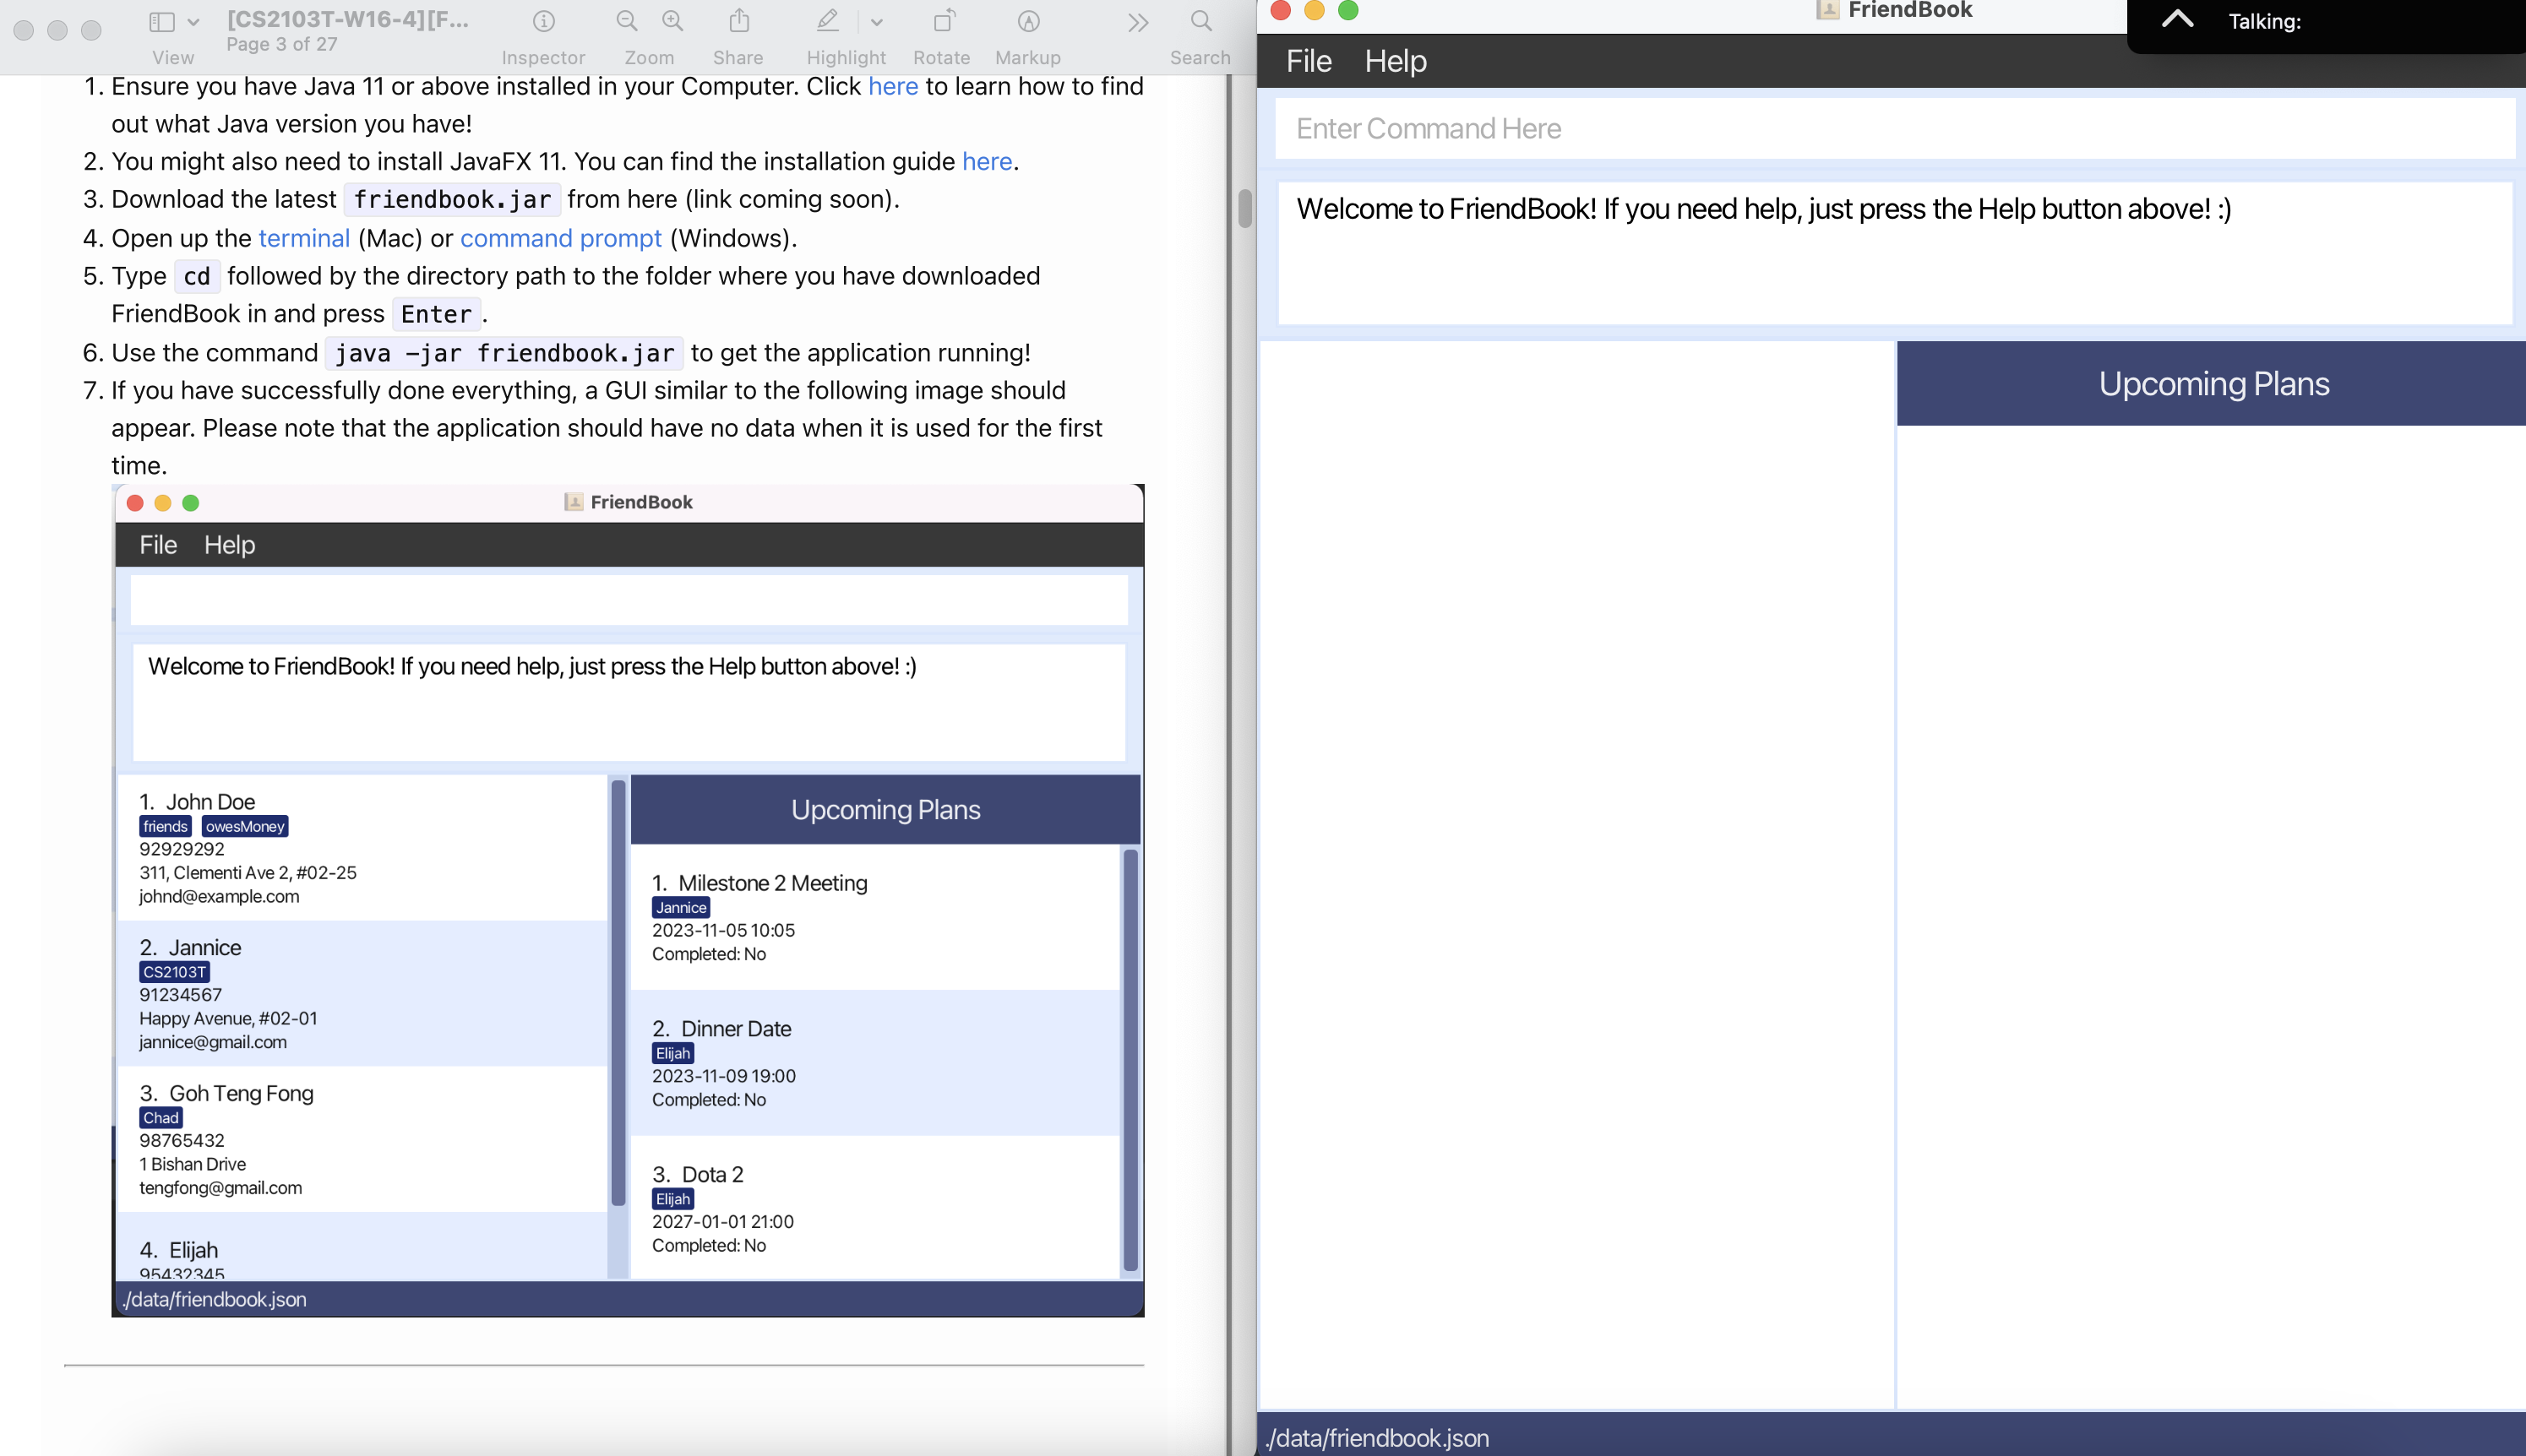 [CS2103T-W16-4][F...
Page 3 of 27
View
Inspector
Zoom
Share
Highlight
Rotate
Markup
Search
1. Ensure you have Java 11 or above installed in your Computer. Click here to learn how to find
out what Java version you have!
2. You might also need to install JavaFX 11. You can find the installation guide here.
3. Download the latest friendbook.jar from here (link coming soon).
4. Open up the terminal (Mac) or command prompt (Windows).
5. Type cd followed by the directory path to the folder where you have downloaded
FriendBook in and press Enter .
6. Use the command java -jar friendbook.jar to get the application running!
7. If you have successfully done everything, a GUI similar to the following image should
appear. Please note that the application should have no data when it is used for the first
time.
FriendBook
File Help
Welcome to FriendBook! If you need help, just press the Help button above! :)
1. John Doe
friends owesMoney
92929292
311, Clementi Ave 2, #02-25
johnd@example.com
2. Jannice
CS2103T
91234567
Happy Avenue, #02-01
jannice@gmail.com
3. Goh Teng Fong
Chad
98765432
1 Bishan Drive
tengfong@gmail.com
4. Elijah
95432345
Upcoming Plans
1. Milestone 2 Meeting
Jannice
2023-11-05 10:05
Completed: No
2. Dinner Date
Elijah
2023-11-09 19:00
Completed: No
3. Dota 2
Elijah
2027-01-01 21:00
Completed: No
./data/friendbook.json
FriendBook
Talking:
File Help
Enter Command Here
Welcome to FriendBook! If you need help, just press the Help button above! :)
Upcoming Plans
./data/friendbook.json